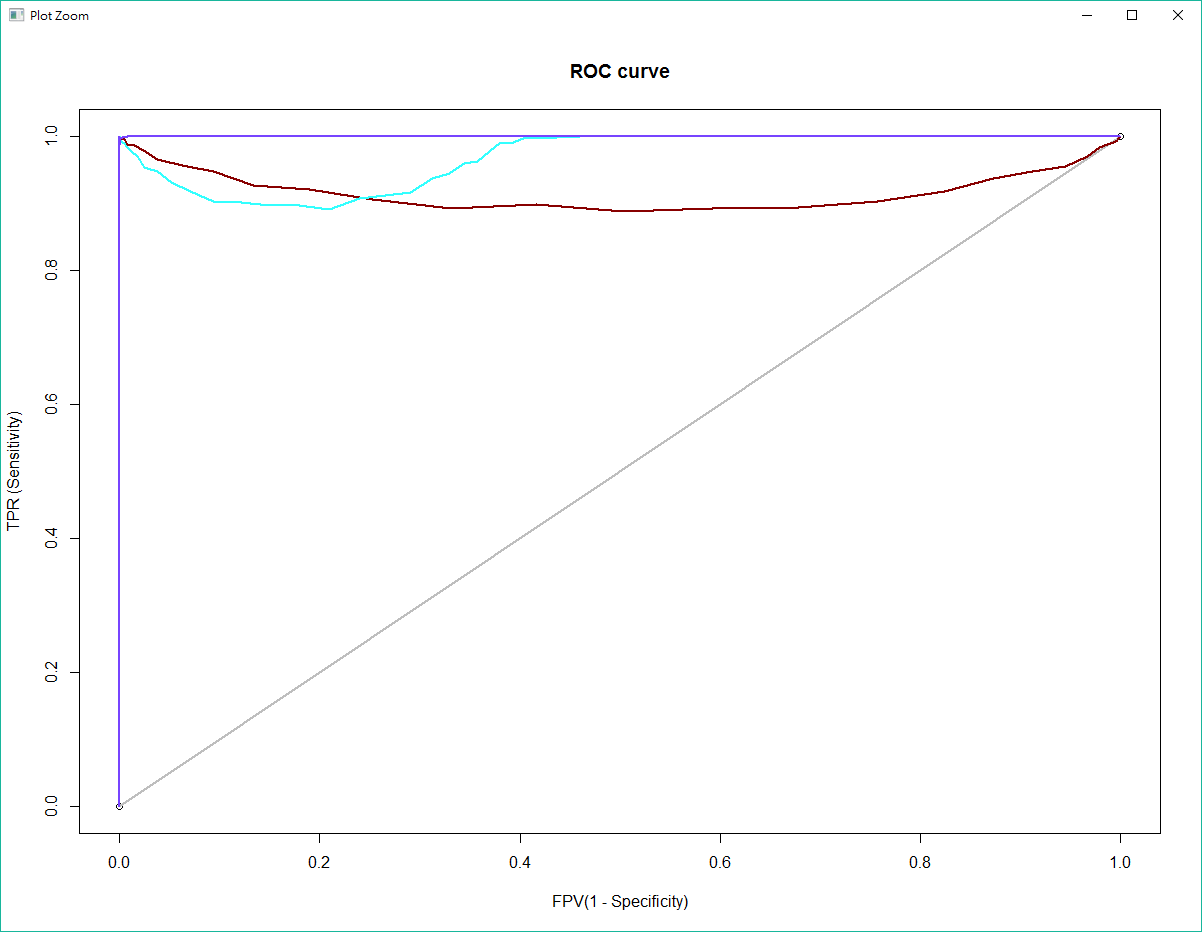 Plot Zoom
ROC curve
TPR (Sensitivity)
1.0
0.8
0.6
0.4
0.2
0.0
0.0 0.2 0.4 0.6 0.8 1.0
FPV(1 - Specificity)